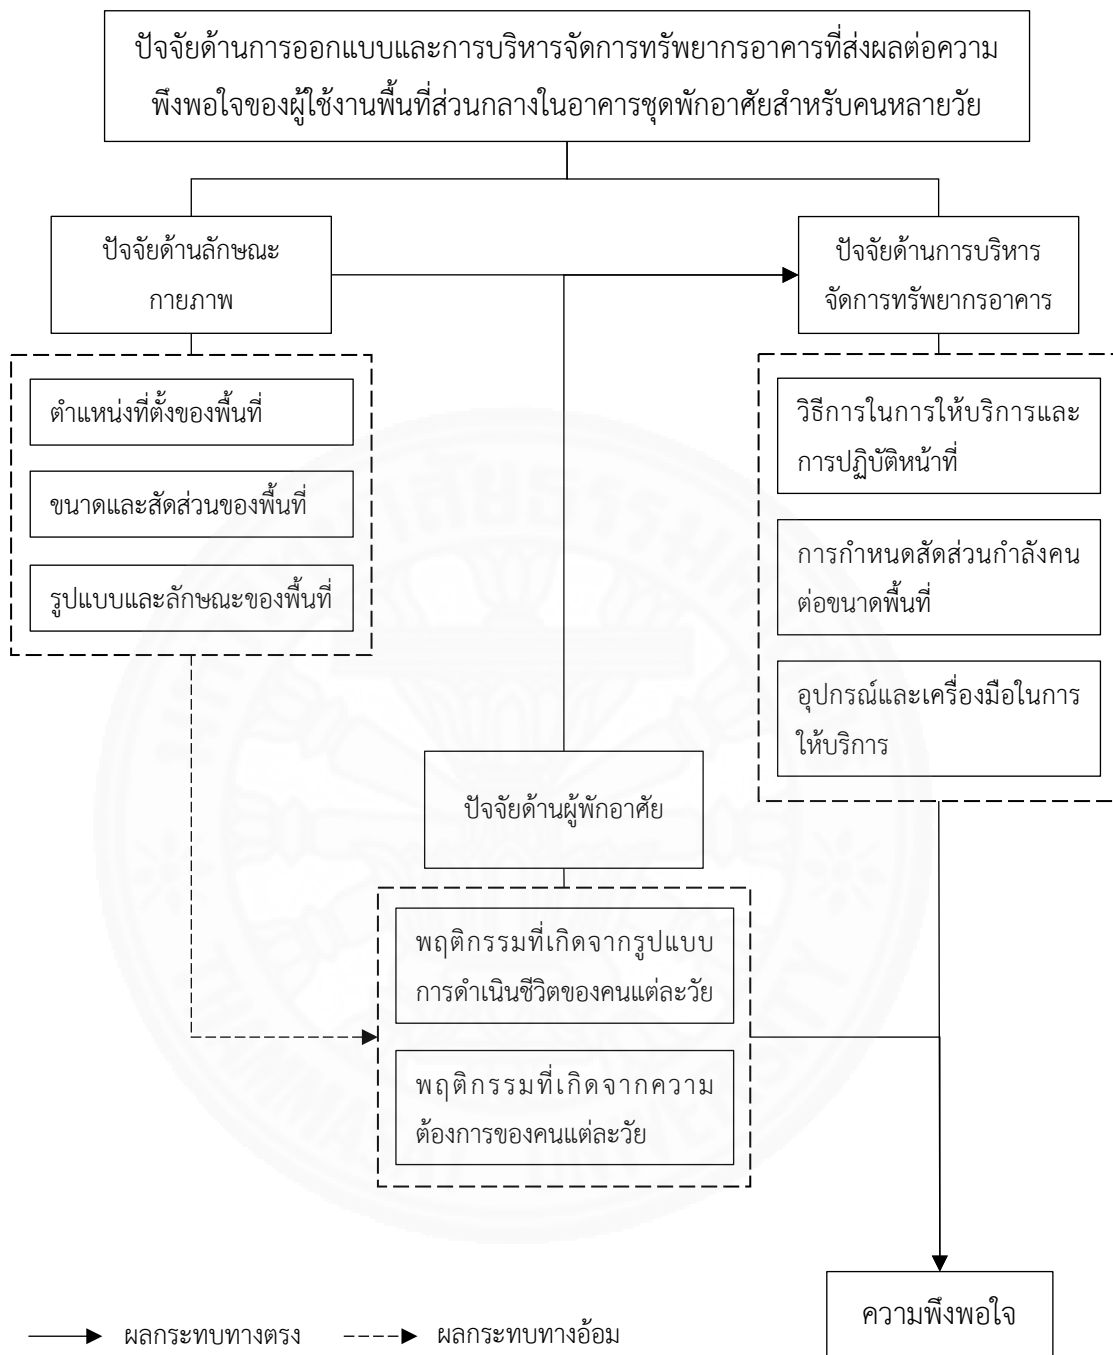 ปัจจัยด้านการออกแบบและการบริหารจัดการทรัพยากรอาคารที่ส่งผลต่อความ
พึงพอใจของผู้ใช้งานพื้นที่ส่วนกลางในอาคารชุดพักอาศัยสำหรับคนหลายวัย
ปัจจัยด้านลักษณะ
กายภาพ
ปัจจัยด้านการบริหาร
จัดการทรัพยากรอาคาร
ตำแหน่งที่ตั้งของพื้นที่
ขนาดและสัดส่วนของพื้นที่
รูปแบบและลักษณะของพื้นที่
วิธีการในการให้บริการและ
การปฏิบัติหน้าที่
การกำหนดสัดส่วนกำลังคน
ต่อขนาดพื้นที่
อุปกรณ์และเครื่องมือในการ
ให้บริการ
ปัจจัยด้านผู้พักอาศัย
พฤติกรรมที่เกิดจากรูปแบบ
การดำเนินชีวิตของคนแต่ละวัย
พฤติกรรมที่เกิดจากความ
ต้องการของคนแต่ละวัย
ความพึงพอใจ
ผลกระทบทางตรง
ผลกระทบทางอ้อม